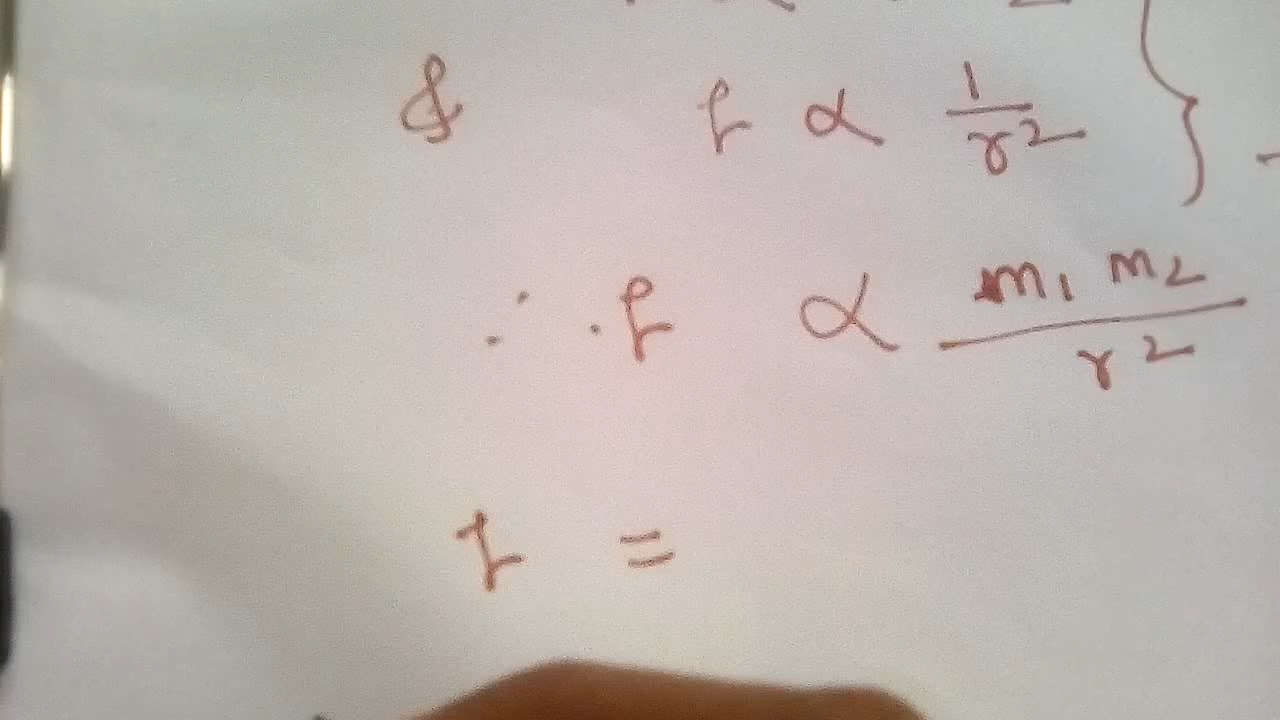 & f ∝ 1/r²
∴ f ∝ m₁ m₂ / r²
f =